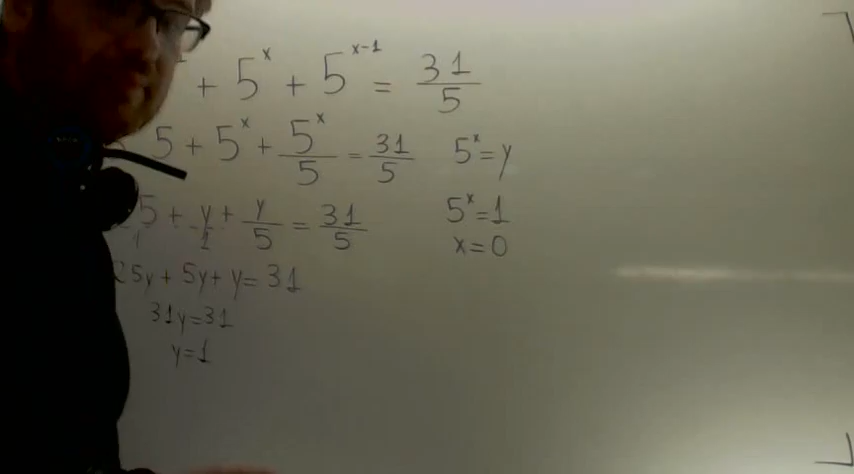 + 5^x + 5^{x-1} = 31/5
5 + 5^x + 5^x/5 = 31/5   5^x = y
5 + y/1 + y/5 = 31/5   5^x = 1
x = 0
25y + 5y + y = 31
31y = 31
y = 1